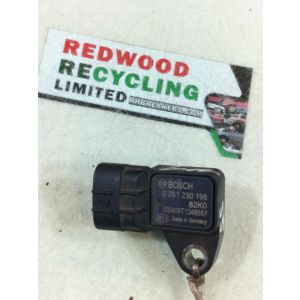 REDWOOD
RECYCLING
LIMITED
BOSCH
0 261 230 198
82K0
Made in Germany